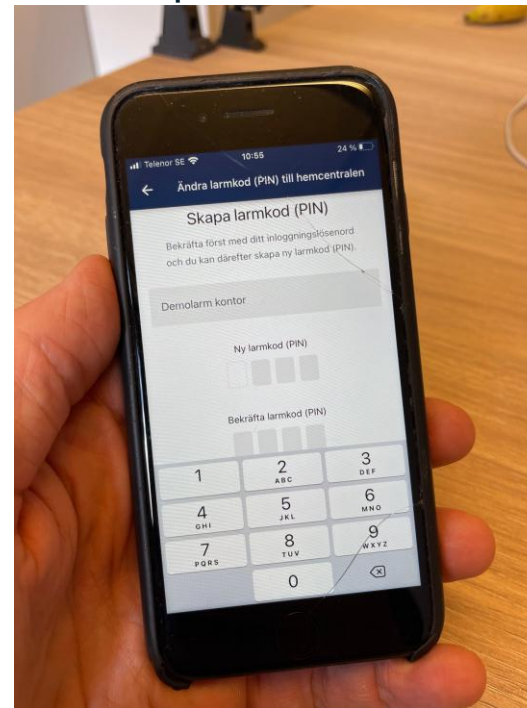 Telenor SE 10:56 24 %
Ändra larmkod (PIN) till hemcentralen
Skapa larmkod (PIN)
Bekräfta först med ditt inloggningslösenord
och du kan därefter skapa ny larmkod (PIN).
Demolarm kontor
Ny larmkod (PIN)
Bekräfta larmkod (PIN)
1 2 3
ABC DEF
4 5 6
GHI JKL MNO
7 8 9
PQRS TUV WXYZ
0